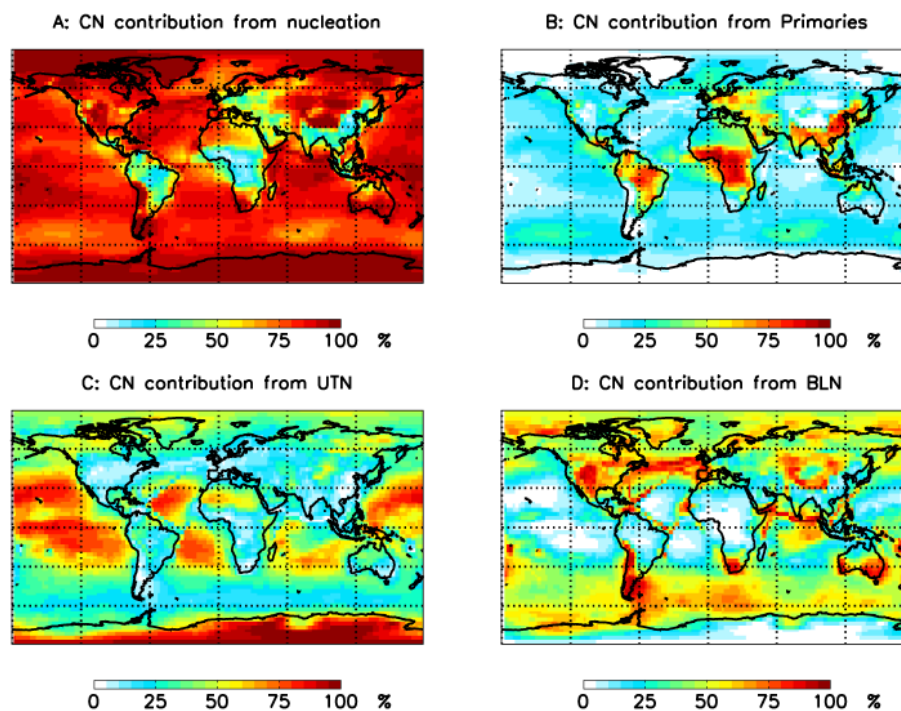 A: CN contribution from nucleation
B: CN contribution from Primaries
0 25 50 75 100 %
0 25 50 75 100 %
C: CN contribution from UTN
D: CN contribution from BLN
0 25 50 75 100 %
0 25 50 75 100 %